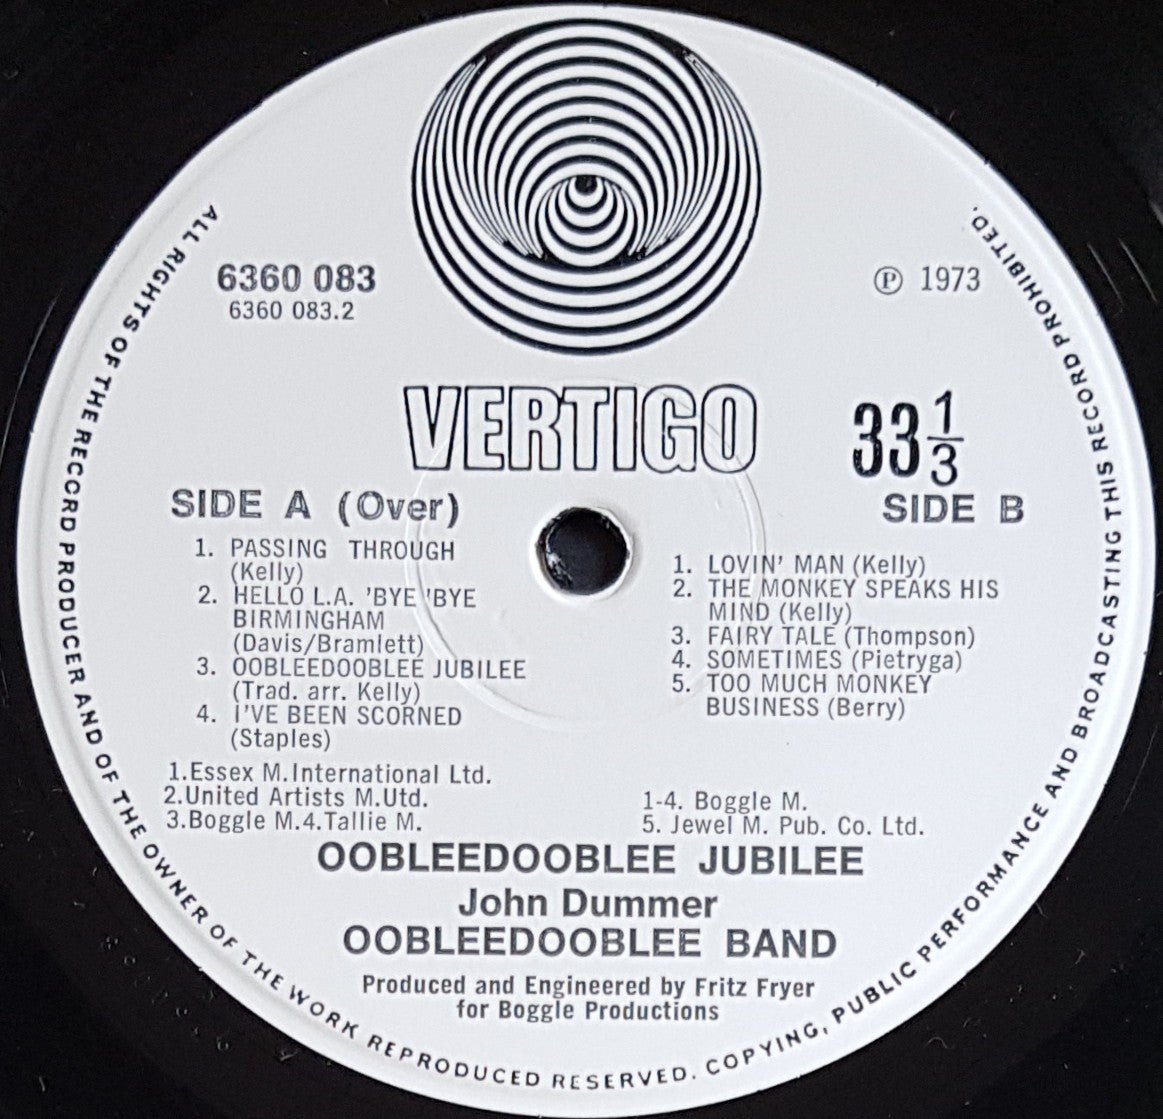 6360 083
6360 083.2
℗ 1973
VERTIGO
33 1/3
SIDE A (Over)
1. PASSING THROUGH
(Kelly)
2. HELLO L.A. 'BYE 'BYE
BIRMINGHAM
(Davis/Bramlett)
3. OOBLEEDOOBLEE JUBILEE
(Trad. arr. Kelly)
4. I'VE BEEN SCORNED
(Staples)
1.Essex M.International Ltd.
2.United Artists M.Utd.
3.Boggle M.4.Tallie M.
SIDE B
1. LOVIN' MAN (Kelly)
2. THE MONKEY SPEAKS HIS
MIND (Kelly)
3. FAIRY TALE (Thompson)
4. SOMETIMES (Pietryga)
5. TOO MUCH MONKEY
BUSINESS (Berry)
1-4. Boggle M.
5. Jewel M. Pub. Co. Ltd.
OOBLEEDOOBLEE JUBILEE
John Dummer
OOBLEEDOOBLEE BAND
Produced and Engineered by Fritz Fryer
for Boggle Productions
ALL RIGHTS OF THE RECORD PRODUCER AND OF THE OWNER OF THE WORK REPRODUCED RESERVED. COPYING, PUBLIC PERFORMANCE AND BROADCASTING THIS RECORD PROHIBITED.